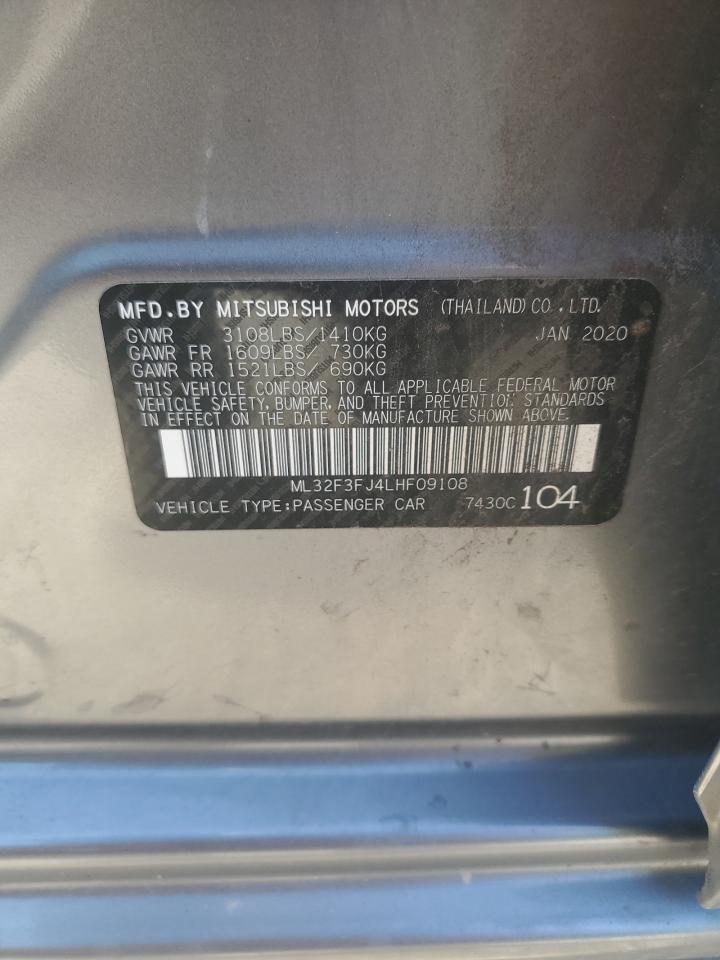 MFD.BY MITSUBISHI MOTORS (THAILAND) CO.,LTD.
GVWR 3108LBS/1410KG JAN 2020
GAWR FR 1609LBS/ 730KG
GAWR RR 1521LBS/ 690KG
THIS VEHICLE CONFORMS TO ALL APPLICABLE FEDERAL MOTOR
VEHICLE SAFETY, BUMPER, AND THEFT PREVENTION STANDARDS
IN EFFECT ON THE DATE OF MANUFACTURE SHOWN ABOVE.
ML32F3FJ4LHF09108
VEHICLE TYPE:PASSENGER CAR 7430C 104